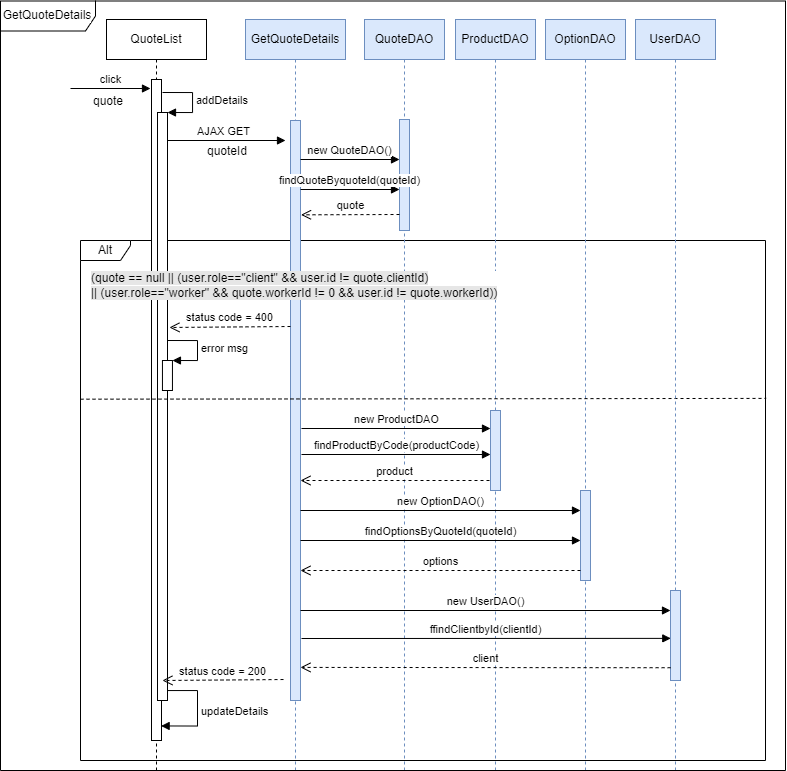 GetQuoteDetails
QuoteList
GetQuoteDetails
QuoteDAO
ProductDAO
OptionDAO
UserDAO
click
quote
addDetails
AJAX GET
quoteId
new QuoteDAO()
findQuoteByquoteId(quoteId)
quote
Alt
(quote == null || (user.role=="client" && user.id != quote.clientId)
|| (user.role=="worker" && quote.workerId != 0 && user.id != quote.workerId))
status code = 400
error msg
new ProductDAO
findProductByCode(productCode)
product
new OptionDAO()
findOptionsByQuoteId(quoteId)
options
new UserDAO()
ffindClientbyId(clientId)
client
status code = 200
updateDetails